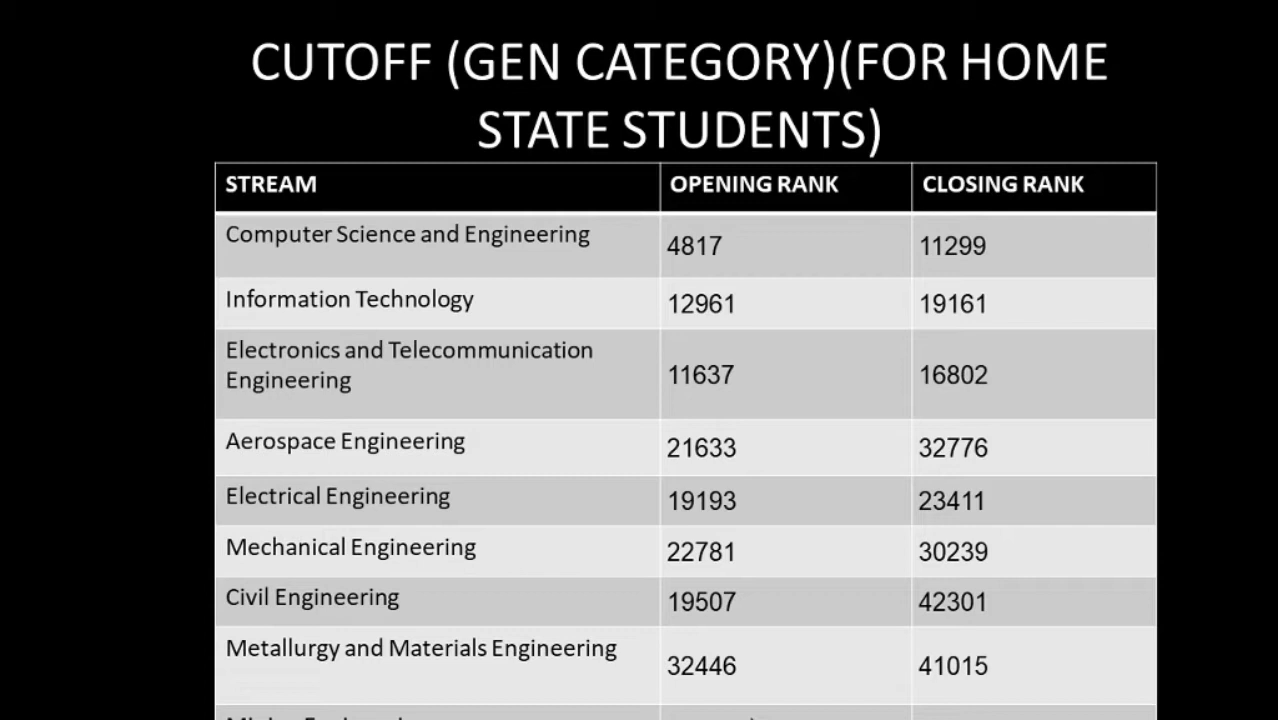 CUTOFF (GEN CATEGORY)(FOR HOME
STATE STUDENTS)
STREAM OPENING RANK CLOSING RANK
Computer Science and Engineering 4817 11299
Information Technology 12961 19161
Electronics and Telecommunication
Engineering 11637 16802
Aerospace Engineering 21633 32776
Electrical Engineering 19193 23411
Mechanical Engineering 22781 30239
Civil Engineering 19507 42301
Metallurgy and Materials Engineering 32446 41015